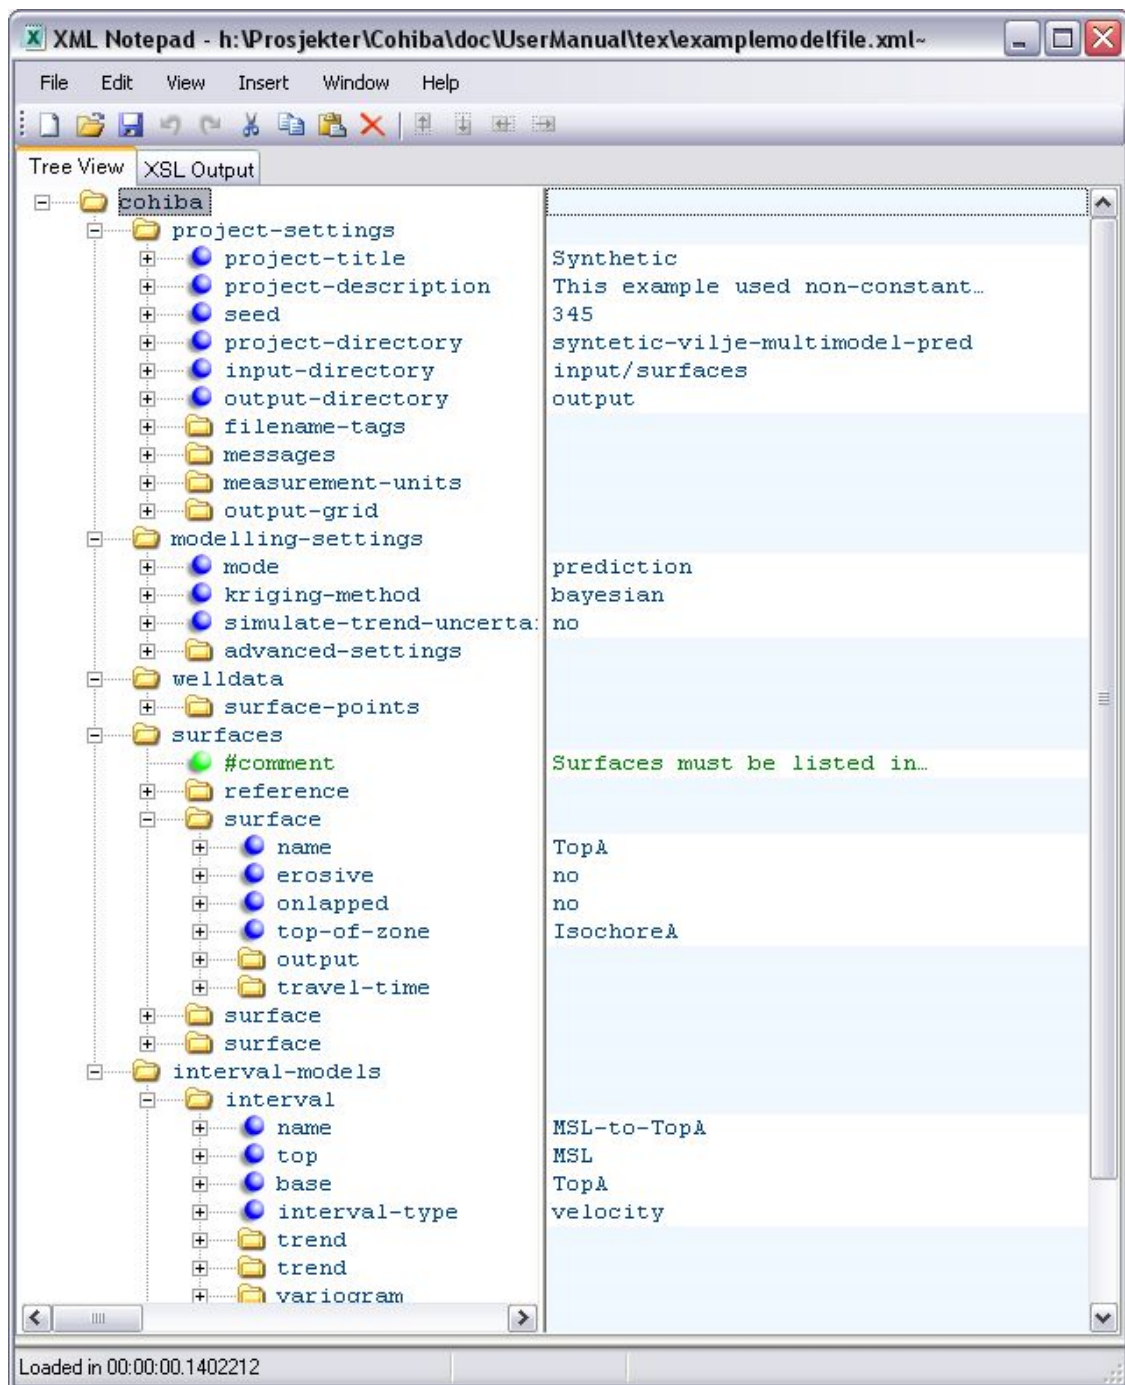 XML Notepad - h:\Prosjekter\Cohiba\doc\UserManual\tex\examplemodelfile.xml~
File Edit View Insert Window Help
Tree View XSL Output
cohiba
project-settings
project-title Synthetic
project-description This example used non-constant…
seed 345
project-directory syntetic-vilje-multimodel-pred
input-directory input/surfaces
output-directory output
filename-tags
messages
measurement-units
output-grid
modelling-settings
mode prediction
kriging-method bayesian
simulate-trend-uncerta: no
advanced-settings
welldata
surface-points
surfaces
#comment Surfaces must be listed in…
reference
surface
name TopA
erosive no
onlapped no
top-of-zone IsochoreA
output
travel-time
surface
surface
interval-models
interval
name MSL-to-TopA
top MSL
base TopA
interval-type velocity
trend
trend
variogram
Loaded in 00:00:00.1402212